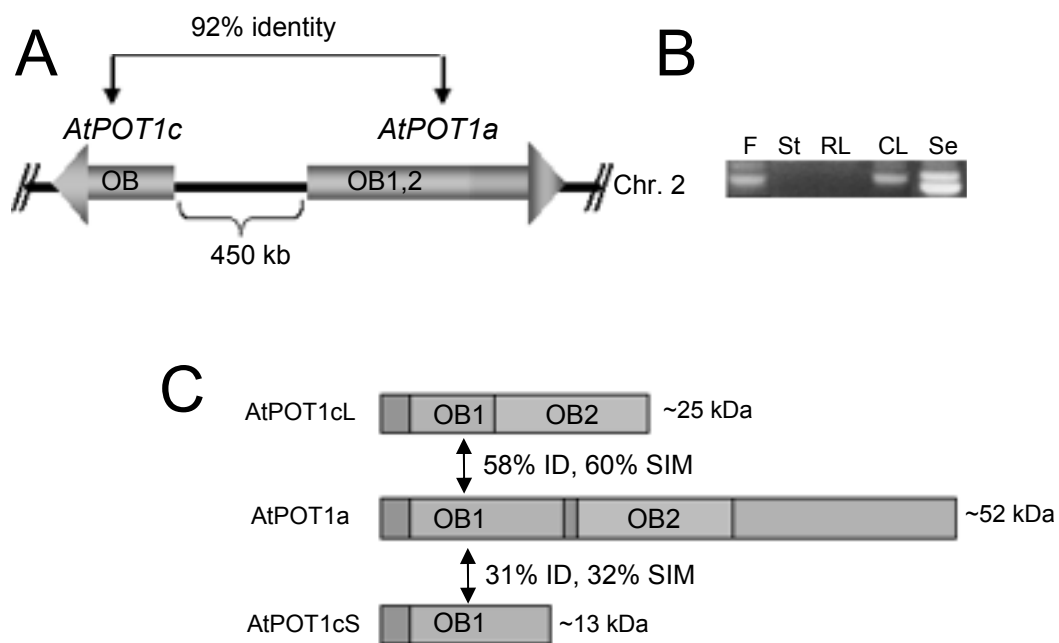 A
92% identity
AtPOT1c
AtPOT1a
OB
OB1,2
Chr. 2
450 kb
B
F St RL CL Se
C
AtPOT1cL
OB1
OB2
~25 kDa
58% ID, 60% SIM
AtPOT1a
OB1
OB2
~52 kDa
31% ID, 32% SIM
AtPOT1cS
OB1
~13 kDa